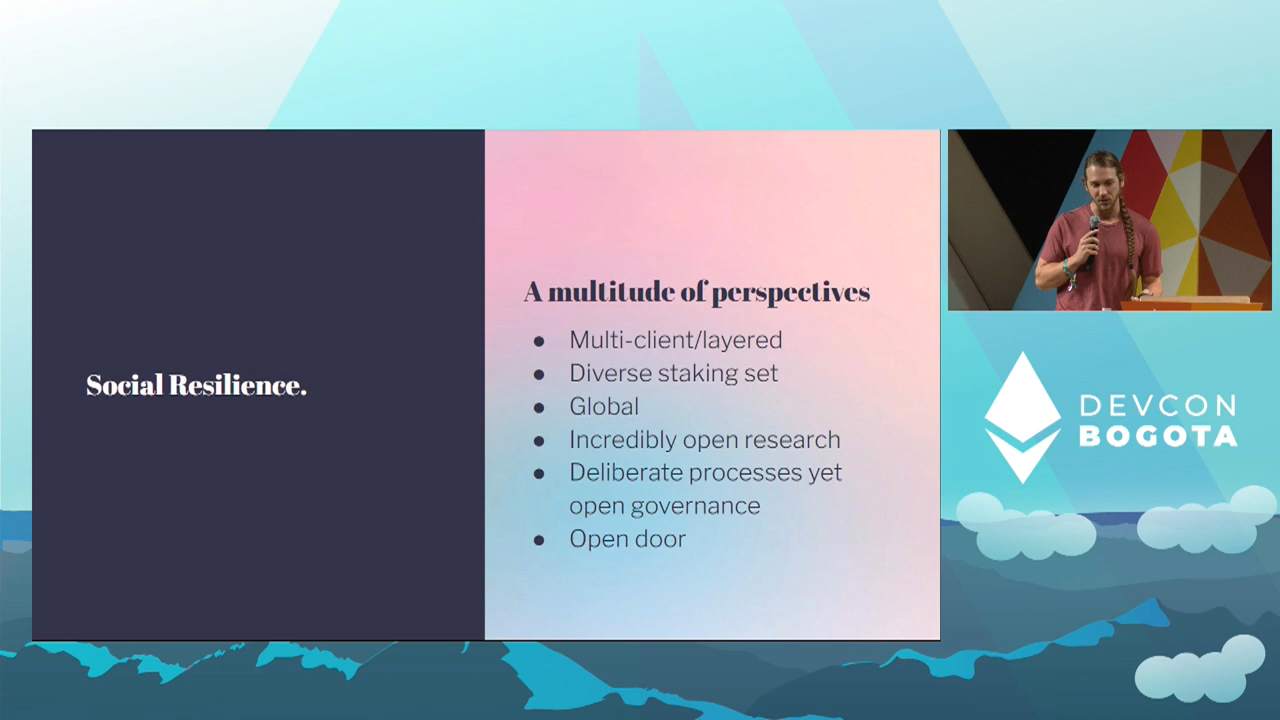 Social Resilience.
A multitude of perspectives
● Multi-client/layered
● Diverse staking set
● Global
● Incredibly open research
● Deliberate processes yet
open governance
● Open door
DEVCON
BOGOTA